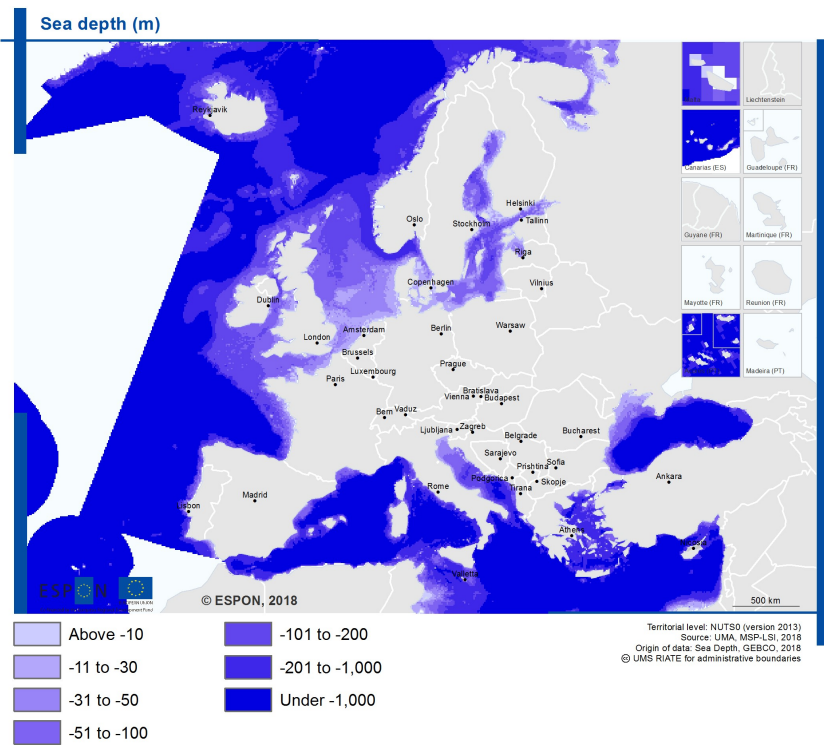 Sea depth (m)
Reykjavik
Liechtenstein
Canarias (ES)
Guadeloupe (FR)
Helsinki
Oslo
Stockholm
Tallinn
Guyane (FR)
Martinique (FR)
Riga
Copenhagen
Vilnius
Mayotte (FR)
Reunion (FR)
Dublin
Berlin
Warsaw
Amsterdam
London
Brussels
Madeira (PT)
Prague
Luxembourg
Paris
Bratislava
Vienna
Budapest
Bern
Vaduz
Ljubljana
Zagreb
Belgrade
Bucharest
Sarajevo
Prishtina
Sofia
Podgorica
Skopje
Ankara
Rome
Tirana
Madrid
Lisbon
Athens
Valletta
ESPON
EUROPEAN UNION
© ESPON, 2018
500 km
Above -10
-11 to -30
-31 to -50
-51 to -100
-101 to -200
-201 to -1,000
Under -1,000
Territorial level: NUTS0 (version 2013)
Source: UMA, MSP-LSI, 2018
Origin of data: Sea Depth, GEBCO, 2018
© UMS RIATE for administrative boundaries